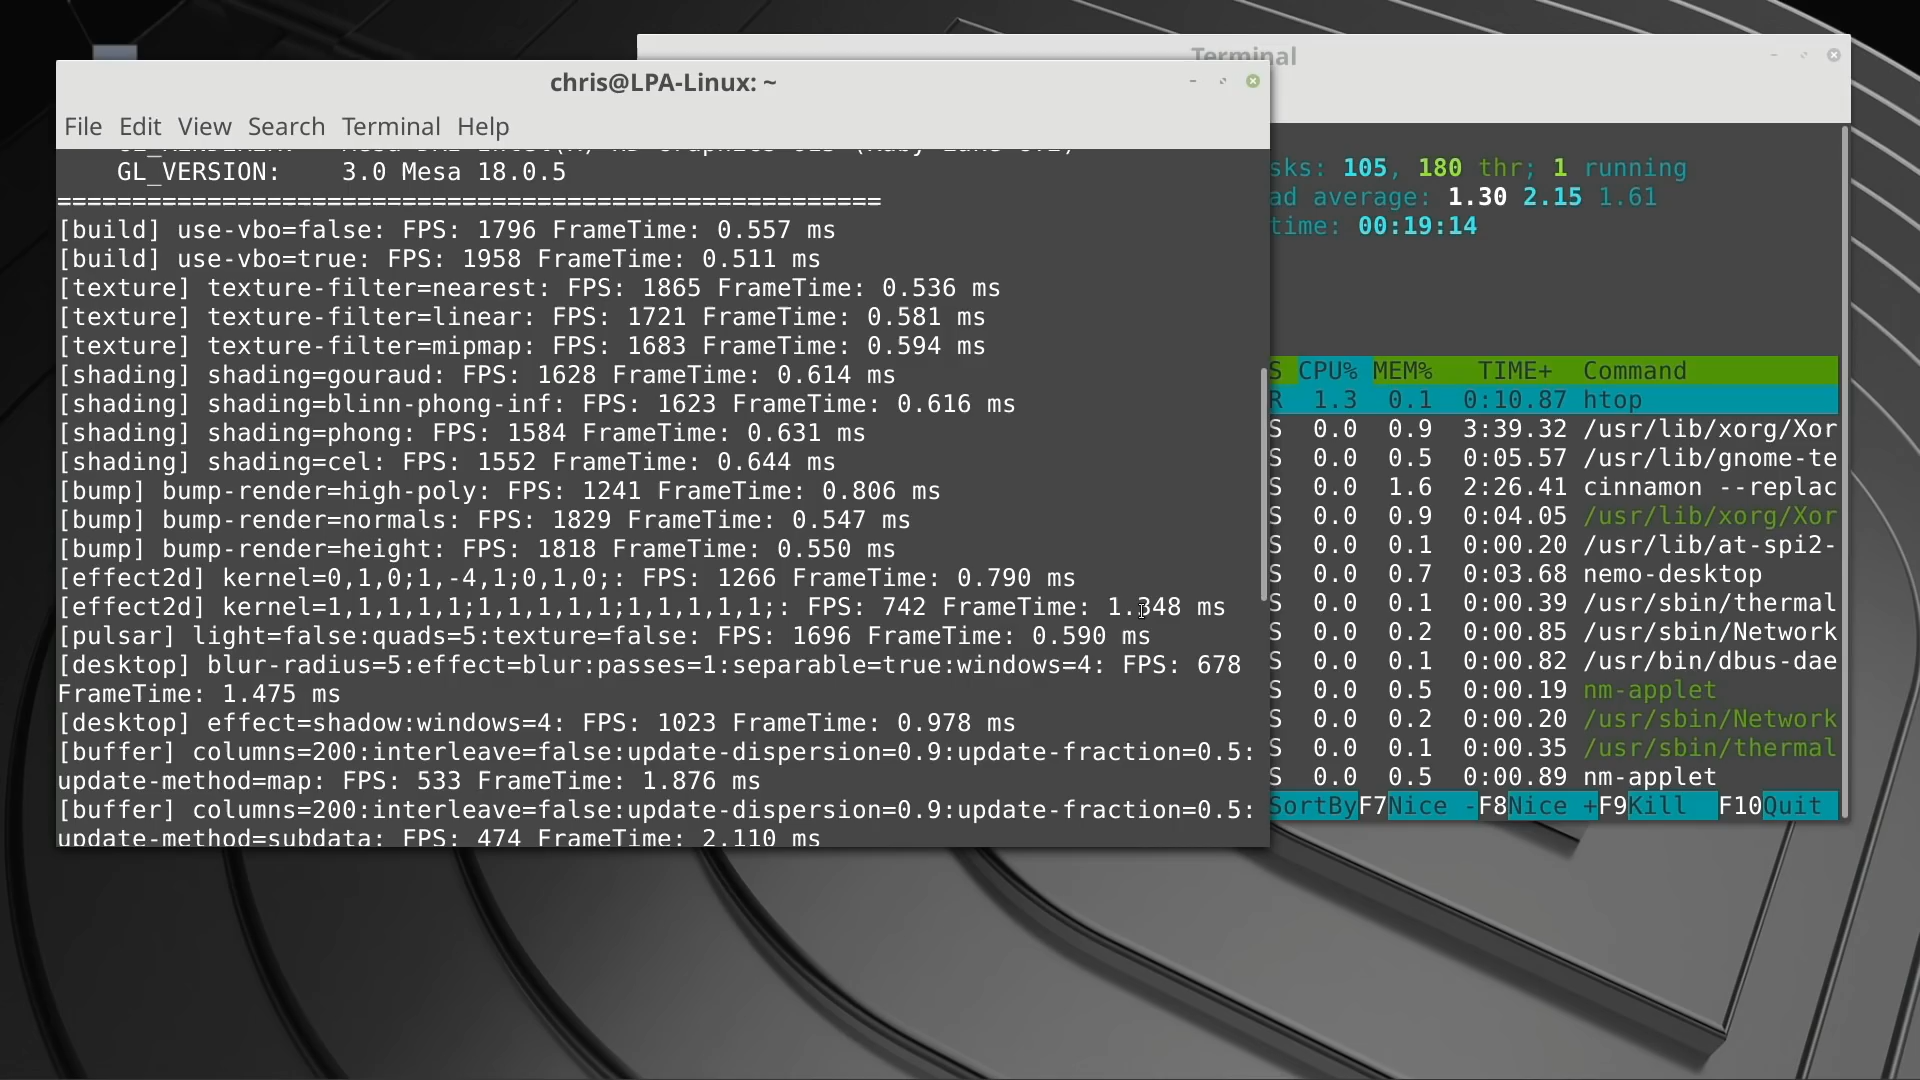 Terminal
chris@LPA-Linux: ~
File Edit View Search Terminal Help
GL_VERSION: 3.0 Mesa 18.0.5
=======================================================
[build] use-vbo=false: FPS: 1796 FrameTime: 0.557 ms
[build] use-vbo=true: FPS: 1958 FrameTime: 0.511 ms
[texture] texture-filter=nearest: FPS: 1865 FrameTime: 0.536 ms
[texture] texture-filter=linear: FPS: 1721 FrameTime: 0.581 ms
[texture] texture-filter=mipmap: FPS: 1683 FrameTime: 0.594 ms
[shading] shading=gouraud: FPS: 1628 FrameTime: 0.614 ms
[shading] shading=blinn-phong-inf: FPS: 1623 FrameTime: 0.616 ms
[shading] shading=phong: FPS: 1584 FrameTime: 0.631 ms
[shading] shading=cel: FPS: 1552 FrameTime: 0.644 ms
[bump] bump-render=high-poly: FPS: 1241 FrameTime: 0.806 ms
[bump] bump-render=normals: FPS: 1829 FrameTime: 0.547 ms
[bump] bump-render=height: FPS: 1818 FrameTime: 0.550 ms
[effect2d] kernel=0,1,0;1,-4,1;0,1,0;: FPS: 1266 FrameTime: 0.790 ms
[effect2d] kernel=1,1,1,1,1;1,1,1,1,1;1,1,1,1,1;: FPS: 742 FrameTime: 1.348 ms
[pulsar] light=false:quads=5:texture=false: FPS: 1696 FrameTime: 0.590 ms
[desktop] blur-radius=5:effect=blur:passes=1:separable=true:windows=4: FPS: 678
FrameTime: 1.475 ms
[desktop] effect=shadow:windows=4: FPS: 1023 FrameTime: 0.978 ms
[buffer] columns=200:interleave=false:update-dispersion=0.9:update-fraction=0.5:
update-method=map: FPS: 533 FrameTime: 1.876 ms
[buffer] columns=200:interleave=false:update-dispersion=0.9:update-fraction=0.5:
update-method=subdata: FPS: 474 FrameTime: 2.110 ms
sks: 105, 180 thr; 1 running
ad average: 1.30 2.15 1.61
time: 00:19:14
S CPU% MEM% TIME+ Command
R 1.3 0.1 0:10.87 htop
S 0.0 0.9 3:39.32 /usr/lib/xorg/Xor
S 0.0 0.5 0:05.57 /usr/lib/gnome-te
S 0.0 1.6 2:26.41 cinnamon --replac
S 0.0 0.9 0:04.05 /usr/lib/xorg/Xor
S 0.0 0.1 0:00.20 /usr/lib/at-spi2-
S 0.0 0.7 0:03.68 nemo-desktop
S 0.0 0.1 0:00.39 /usr/sbin/thermal
S 0.0 0.2 0:00.85 /usr/sbin/Network
S 0.0 0.1 0:00.82 /usr/bin/dbus-dae
S 0.0 0.5 0:00.19 nm-applet
S 0.0 0.2 0:00.20 /usr/sbin/Network
S 0.0 0.1 0:00.35 /usr/sbin/thermal
S 0.0 0.5 0:00.89 nm-applet
SortByF7Nice -F8Nice +F9Kill F10Quit